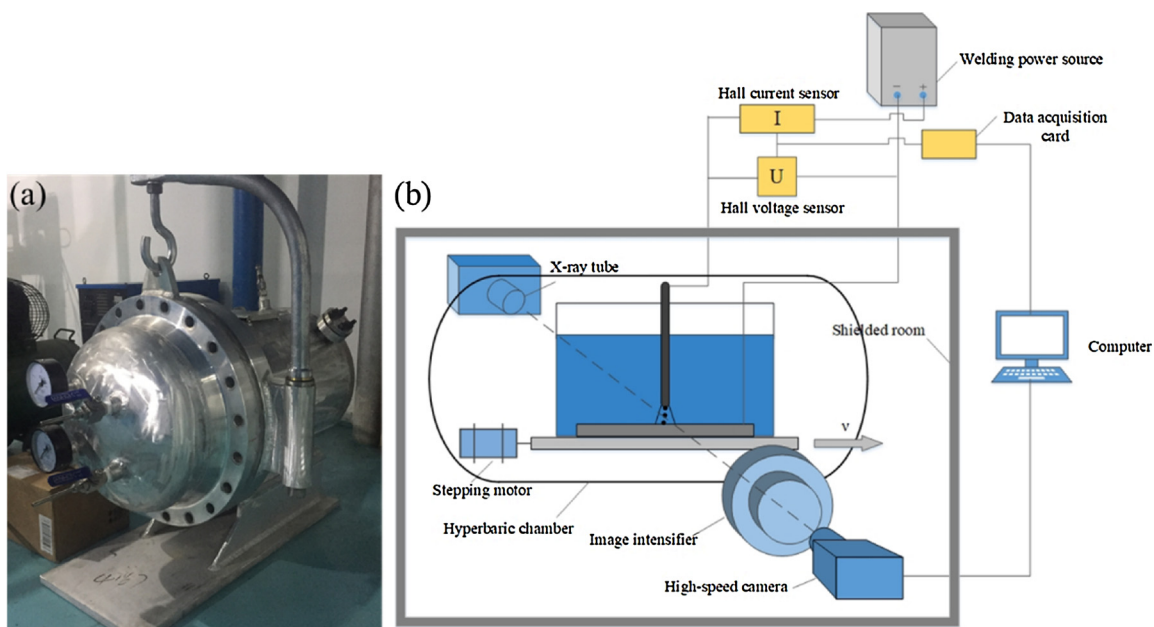 Welding power source
− +
Hall current sensor
I
Data acquisition
card
U
Hall voltage sensor
(a)
(b)
X-ray tube
Shielded room
Computer
v
Stepping motor
Hyperbaric chamber
Image intensifier
High-speed camera